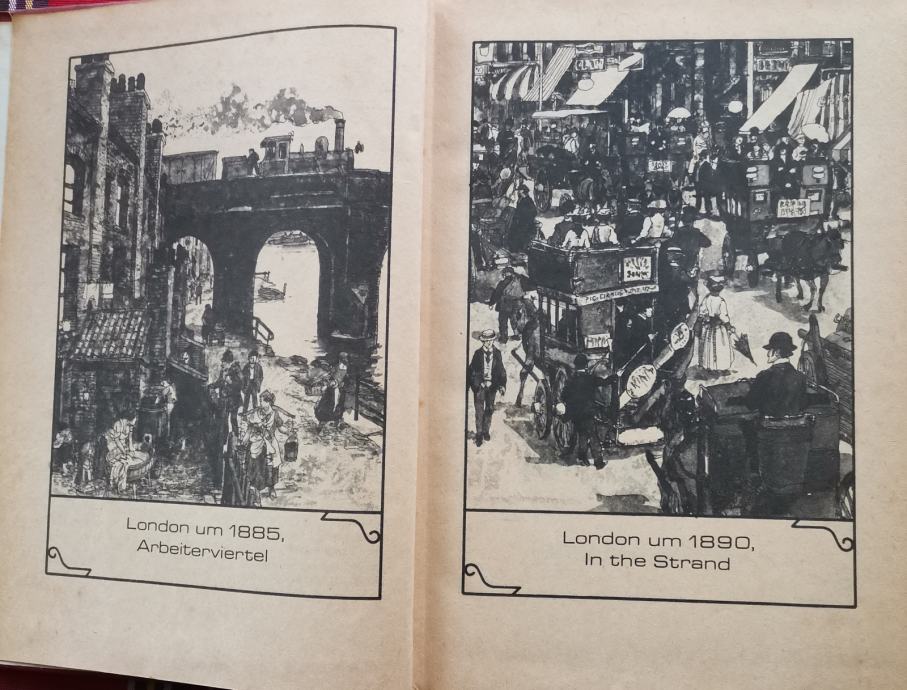 London um 1885,
Arbeiterviertel
London um 1890,
In the Strand